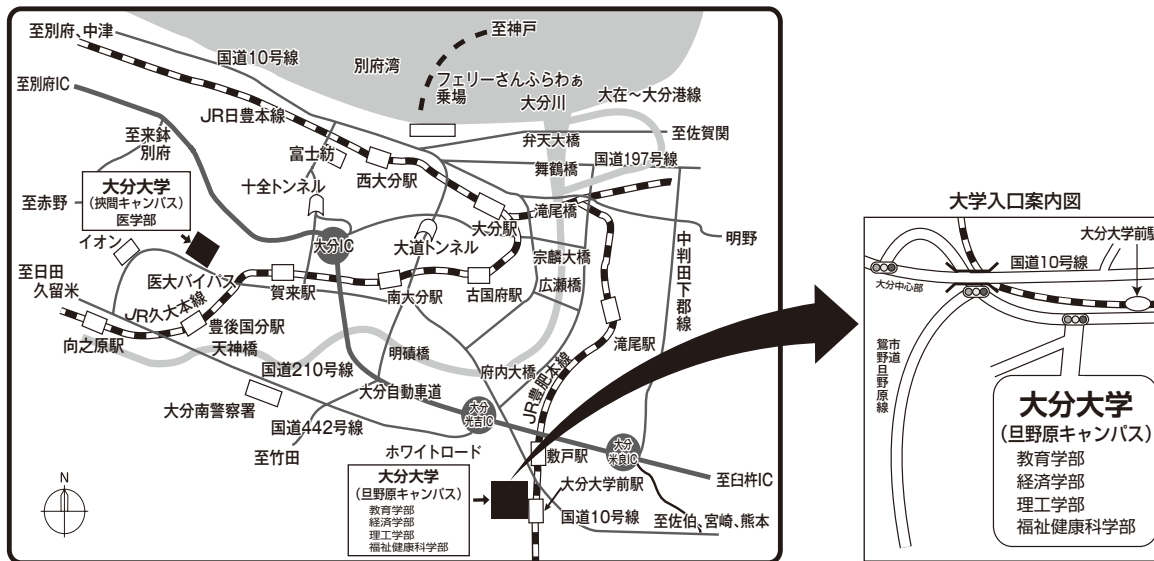 至別府、中津
国道10号線
至神戸
別府湾
至別府IC
フェリーさんふらわぁ
乗場
大分川
大在～大分港線
JR日豊本線
至来鉢
別府
富士紡
弁天大橋
至佐賀関
西大分駅
舞鶴橋
国道197号線
大分大学
(挾間キャンパス)
医学部
十全トンネル
至赤野
大分駅
滝尾橋
明野
イオン
大分IC
大道トンネル
宗麟大橋
中判田下郡線
至日田
久留米
医大バイパス
賀来駅
南大分駅
古国府駅
広瀬橋
JR久大本線
豊後国分駅
向之原駅
天神橋
明磧橋
滝尾駅
国道210号線
府内大橋
JR豊肥本線
大分自動車道
大分南警察署
大分
光吉IC
国道442号線
至竹田
ホワイトロード
敷戸駅
大分
米良IC
至臼杵IC
大分大学
(旦野原キャンパス)
教育学部
経済学部
理工学部
福祉健康科学部
大分大学前駅
国道10号線
至佐伯、宮崎、熊本
N
大学入口案内図
大分大学前駅
国道10号線
大分中心部
市道
鴛野旦野原線
大分大学
(旦野原キャンパス)
教育学部
経済学部
理工学部
福祉健康科学部